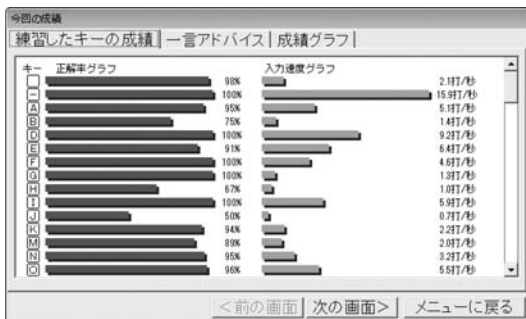 今回の成績
練習したキーの成績 一言アドバイス 成績グラフ
キー 正解率グラフ 入力速度グラフ
98% 2.1打/秒
- 100% 15.9打/秒
A 95% 5.1打/秒
B 75% 1.4打/秒
D 100% 9.2打/秒
E 91% 6.4打/秒
F 100% 4.6打/秒
G 100% 1.3打/秒
H 67% 1.0打/秒
I 100% 5.9打/秒
J 50% 0.7打/秒
K 94% 2.2打/秒
M 89% 2.0打/秒
N 95% 3.2打/秒
O 96% 5.5打/秒
<前の画面 次の画面> メニューに戻る